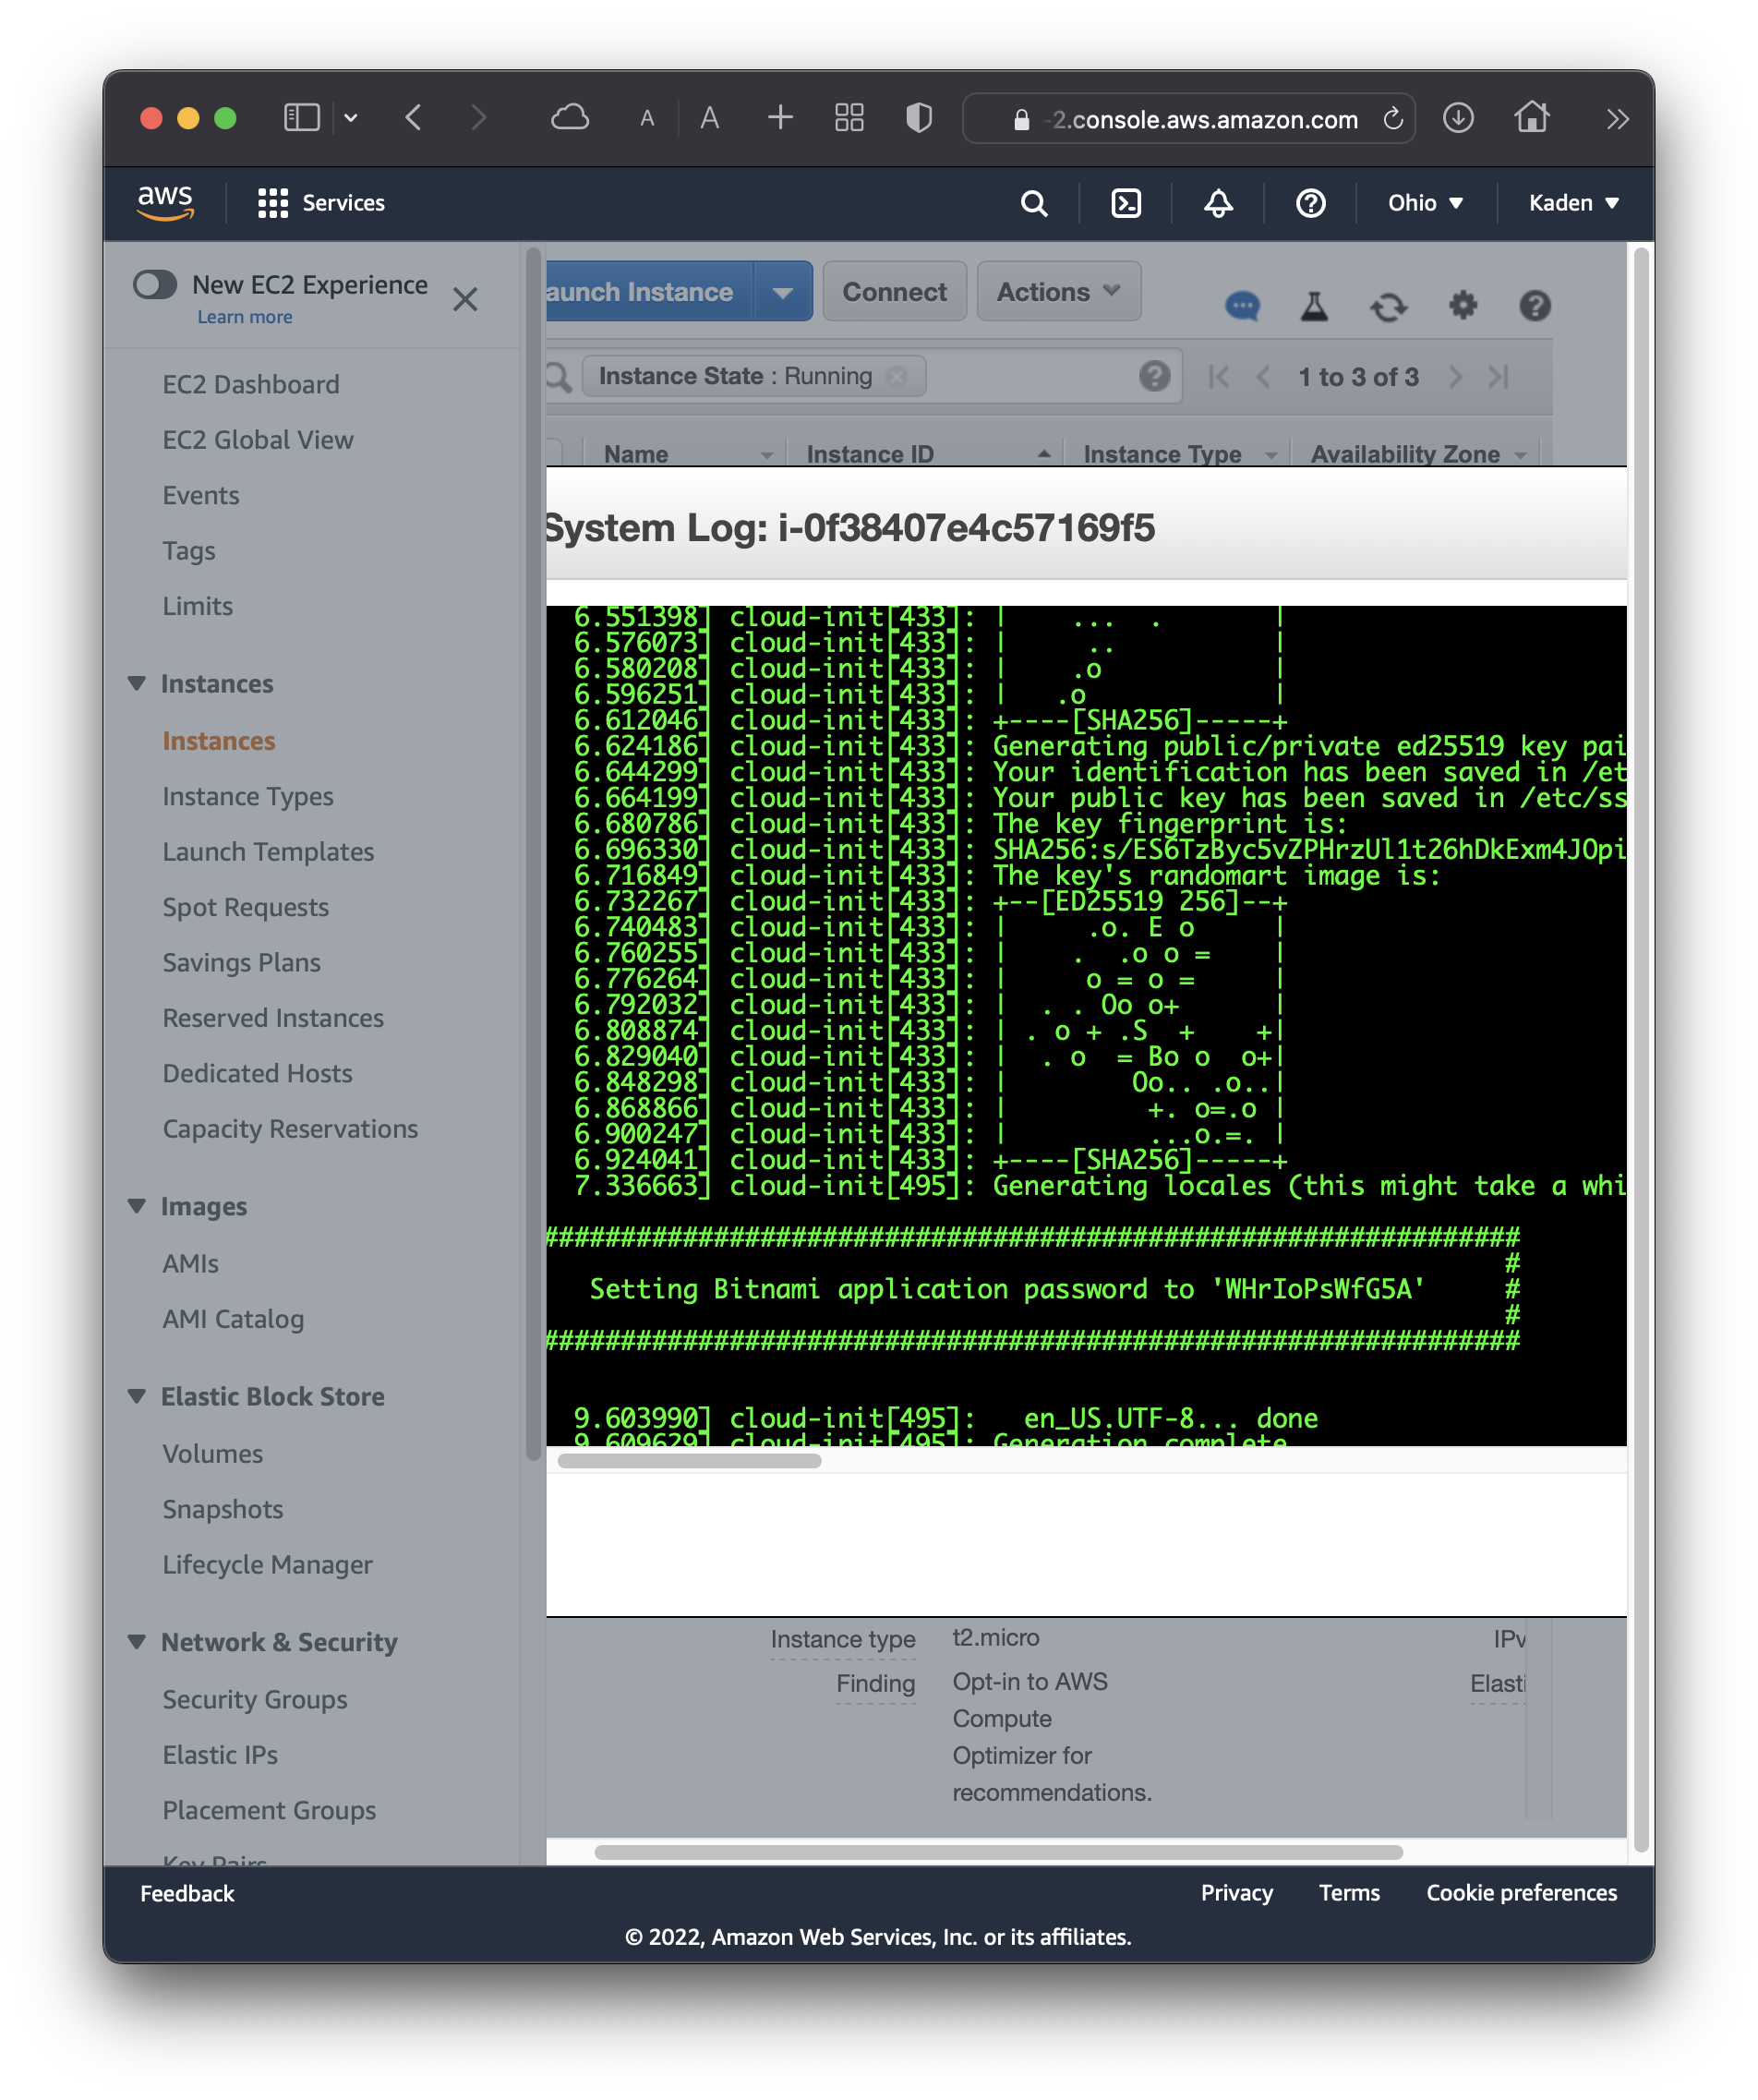 A A -2.console.aws.amazon.com
aws Services Ohio Kaden
New EC2 Experience
Learn more
EC2 Dashboard
EC2 Global View
Events
Tags
Limits
Instances
Instances
Instance Types
Launch Templates
Spot Requests
Savings Plans
Reserved Instances
Dedicated Hosts
Capacity Reservations
Images
AMIs
AMI Catalog
Elastic Block Store
Volumes
Snapshots
Lifecycle Manager
Network & Security
Security Groups
Elastic IPs
Placement Groups
Key Pairs
aunch Instance Connect Actions
Instance State : Running 1 to 3 of 3
Name Instance ID Instance Type Availability Zone
System Log: i-0f38407e4c57169f5
6.551398] cloud-init[433]: |    ...  .       |
6.576073] cloud-init[433]: |     ..          |
6.580208] cloud-init[433]: |    .o           |
6.596251] cloud-init[433]: |   .o            |
6.612046] cloud-init[433]: +----[SHA256]-----+
6.624186] cloud-init[433]: Generating public/private ed25519 key pai
6.644299] cloud-init[433]: Your identification has been saved in /et
6.664199] cloud-init[433]: Your public key has been saved in /etc/ss
6.680786] cloud-init[433]: The key fingerprint is:
6.696330] cloud-init[433]: SHA256:s/ES6TzByc5vZPHrzUl1t26hDkExm4JOpi
6.716849] cloud-init[433]: The key's randomart image is:
6.732267] cloud-init[433]: +--[ED25519 256]--+
6.740483] cloud-init[433]: |     .o. E o     |
6.760255] cloud-init[433]: |    .  .o o =    |
6.776264] cloud-init[433]: |     o = o =     |
6.792032] cloud-init[433]: |  . . Oo o+      |
6.808874] cloud-init[433]: | . o + .S  +    +|
6.829040] cloud-init[433]: |  . o  = Bo o  o+|
6.848298] cloud-init[433]: |        Oo.. .o..|
6.868866] cloud-init[433]: |         +. o=.o |
6.900247] cloud-init[433]: |         ...o.=. |
6.924041] cloud-init[433]: +----[SHA256]-----+
7.336663] cloud-init[495]: Generating locales (this might take a whi
###############################################################
#
Setting Bitnami application password to 'WHrIoPsWfG5A' #
#
###############################################################
9.603990] cloud-init[495]:   en_US.UTF-8... done
9.609629] cloud-init[495]: Generation complete
Instance type t2.micro IPv
Finding Opt-in to AWS Elasti
Compute
Optimizer for
recommendations.
Feedback Privacy Terms Cookie preferences
© 2022, Amazon Web Services, Inc. or its affiliates.